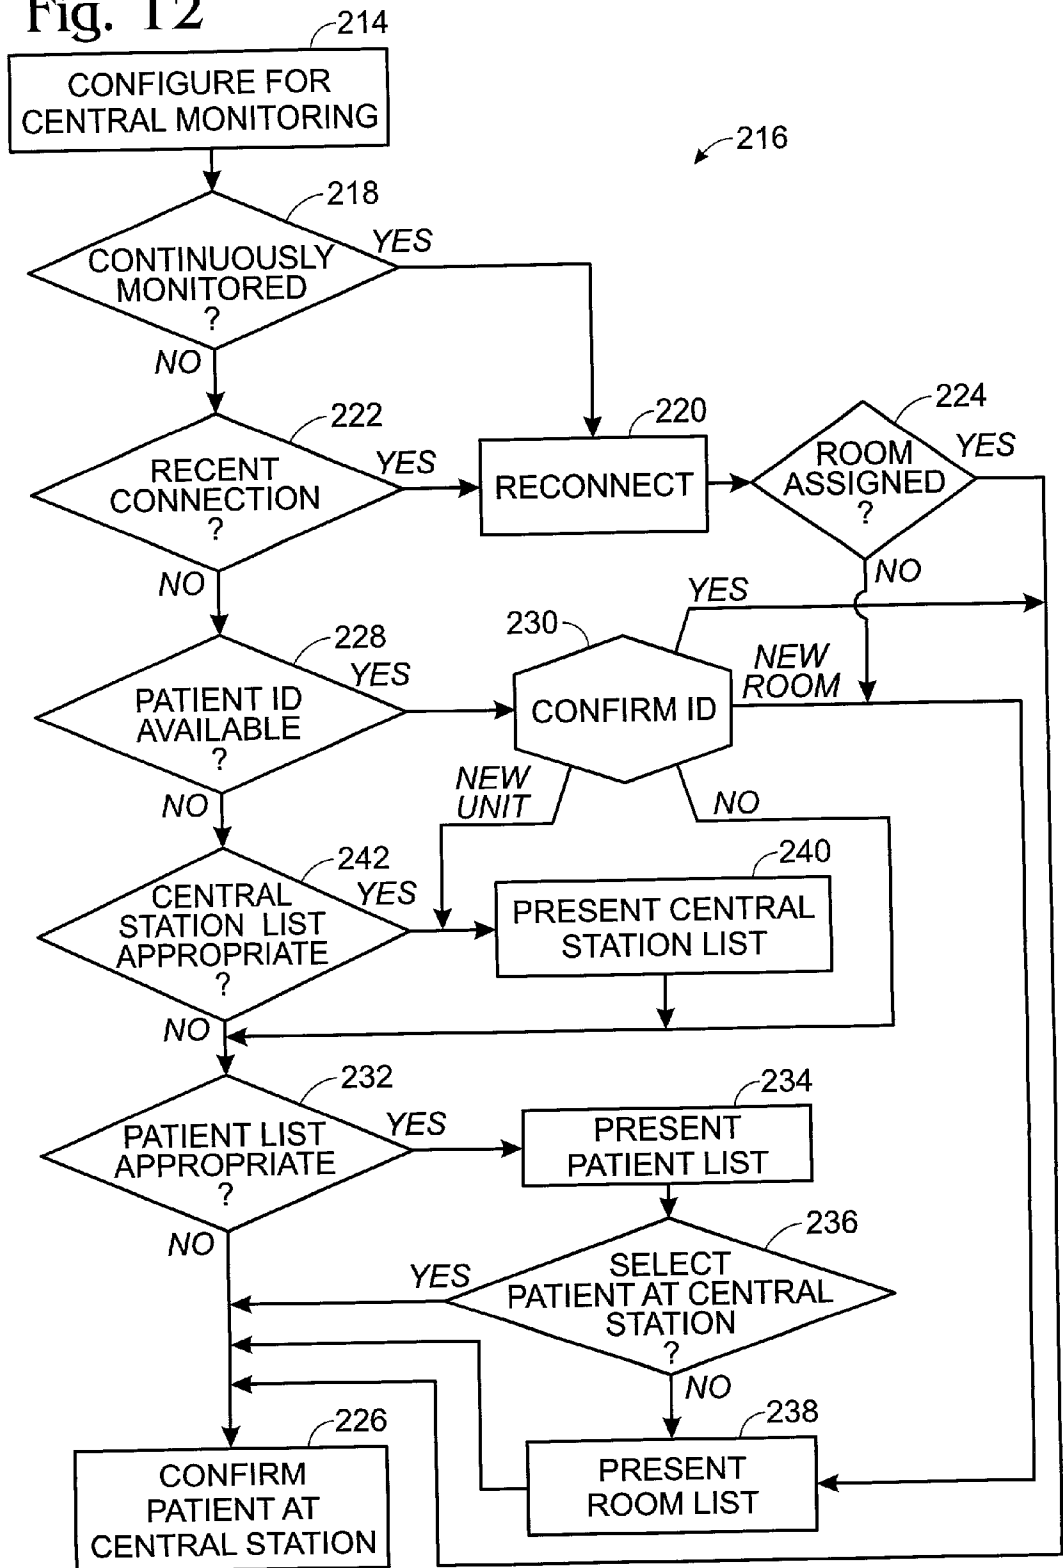 Fig. 12
214
CONFIGURE FOR
CENTRAL MONITORING
216
218
CONTINUOUSLY
MONITORED
?
YES
NO
222
RECENT
CONNECTION
?
YES
NO
220
RECONNECT
224
ROOM
ASSIGNED
?
YES
NO
228
PATIENT ID
AVAILABLE
?
YES
NO
230
CONFIRM ID
YES
NEW
ROOM
NEW
UNIT
NO
242
CENTRAL
STATION LIST
APPROPRIATE
?
YES
NO
240
PRESENT CENTRAL
STATION LIST
232
PATIENT LIST
APPROPRIATE
?
YES
NO
234
PRESENT
PATIENT LIST
236
SELECT
PATIENT AT CENTRAL
STATION
?
YES
NO
238
PRESENT
ROOM LIST
226
CONFIRM
PATIENT AT
CENTRAL STATION